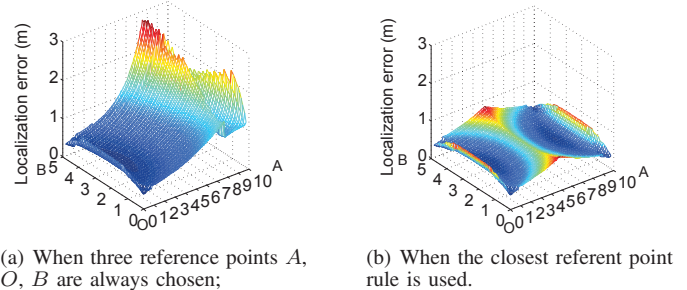 Localization error (m)
3
2
1
0
B
5
4
3
2
1
0
O
0 1 2 3 4 5 6 7 8 9 10
A
(a) When three reference points A,
O, B are always chosen;
Localization error (m)
3
2
1
0
B
5
4
3
2
1
0
O
0 1 2 3 4 5 6 7 8 9 10
A
(b) When the closest referent point
rule is used.